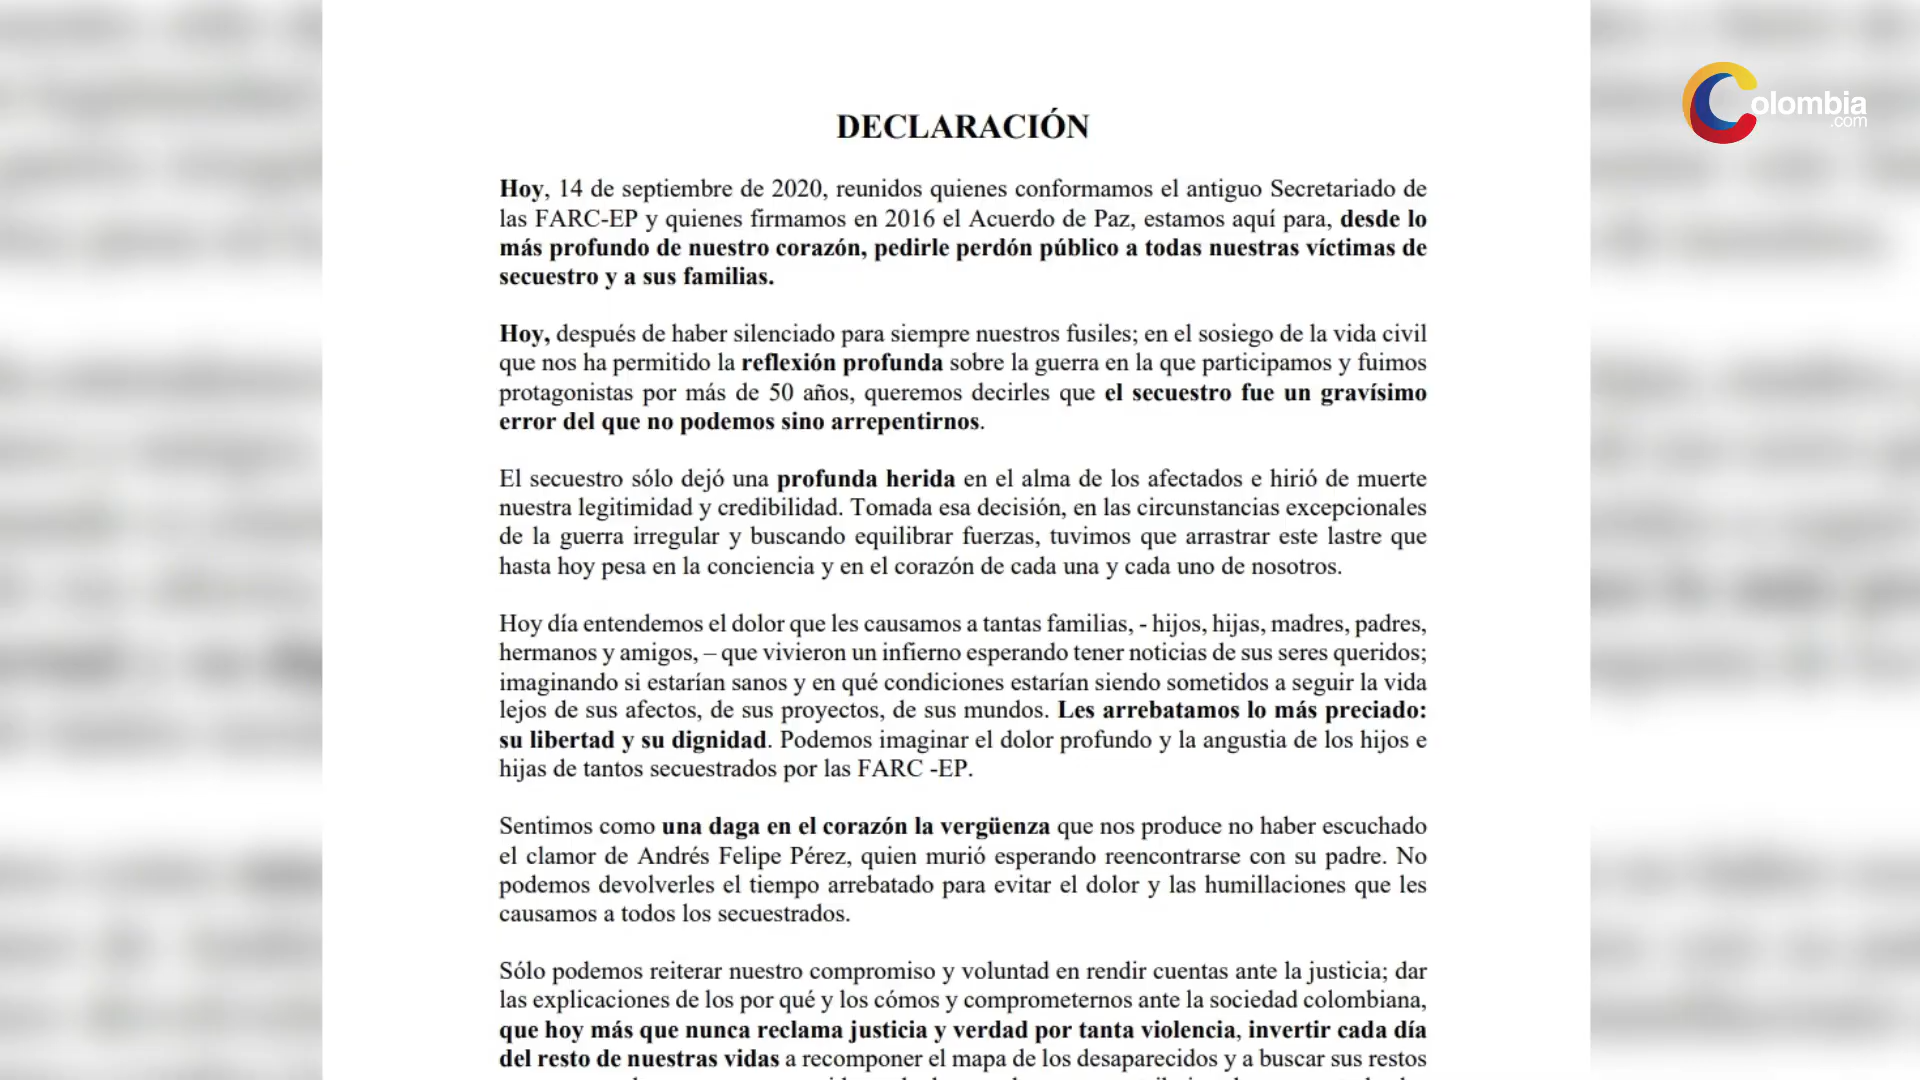 Colombia
.com
DECLARACIÓN
Hoy, 14 de septiembre de 2020, reunidos quienes conformamos el antiguo Secretariado de
las FARC-EP y quienes firmamos en 2016 el Acuerdo de Paz, estamos aquí para, desde lo
más profundo de nuestro corazón, pedirle perdón público a todas nuestras víctimas de
secuestro y a sus familias.
Hoy, después de haber silenciado para siempre nuestros fusiles; en el sosiego de la vida civil
que nos ha permitido la reflexión profunda sobre la guerra en la que participamos y fuimos
protagonistas por más de 50 años, queremos decirles que el secuestro fue un gravísimo
error del que no podemos sino arrepentirnos.
El secuestro sólo dejó una profunda herida en el alma de los afectados e hirió de muerte
nuestra legitimidad y credibilidad. Tomada esa decisión, en las circunstancias excepcionales
de la guerra irregular y buscando equilibrar fuerzas, tuvimos que arrastrar este lastre que
hasta hoy pesa en la conciencia y en el corazón de cada una y cada uno de nosotros.
Hoy día entendemos el dolor que les causamos a tantas familias, - hijos, hijas, madres, padres,
hermanos y amigos, – que vivieron un infierno esperando tener noticias de sus seres queridos;
imaginando si estarían sanos y en qué condiciones estarían siendo sometidos a seguir la vida
lejos de sus afectos, de sus proyectos, de sus mundos. Les arrebatamos lo más preciado:
su libertad y su dignidad. Podemos imaginar el dolor profundo y la angustia de los hijos e
hijas de tantos secuestrados por las FARC -EP.
Sentimos como una daga en el corazón la vergüenza que nos produce no haber escuchado
el clamor de Andrés Felipe Pérez, quien murió esperando reencontrarse con su padre. No
podemos devolverles el tiempo arrebatado para evitar el dolor y las humillaciones que les
causamos a todos los secuestrados.
Sólo podemos reiterar nuestro compromiso y voluntad en rendir cuentas ante la justicia; dar
las explicaciones de los por qué y los cómos y comprometernos ante la sociedad colombiana,
que hoy más que nunca reclama justicia y verdad por tanta violencia, invertir cada día
del resto de nuestras vidas a recomponer el mapa de los desaparecidos y a buscar sus restos